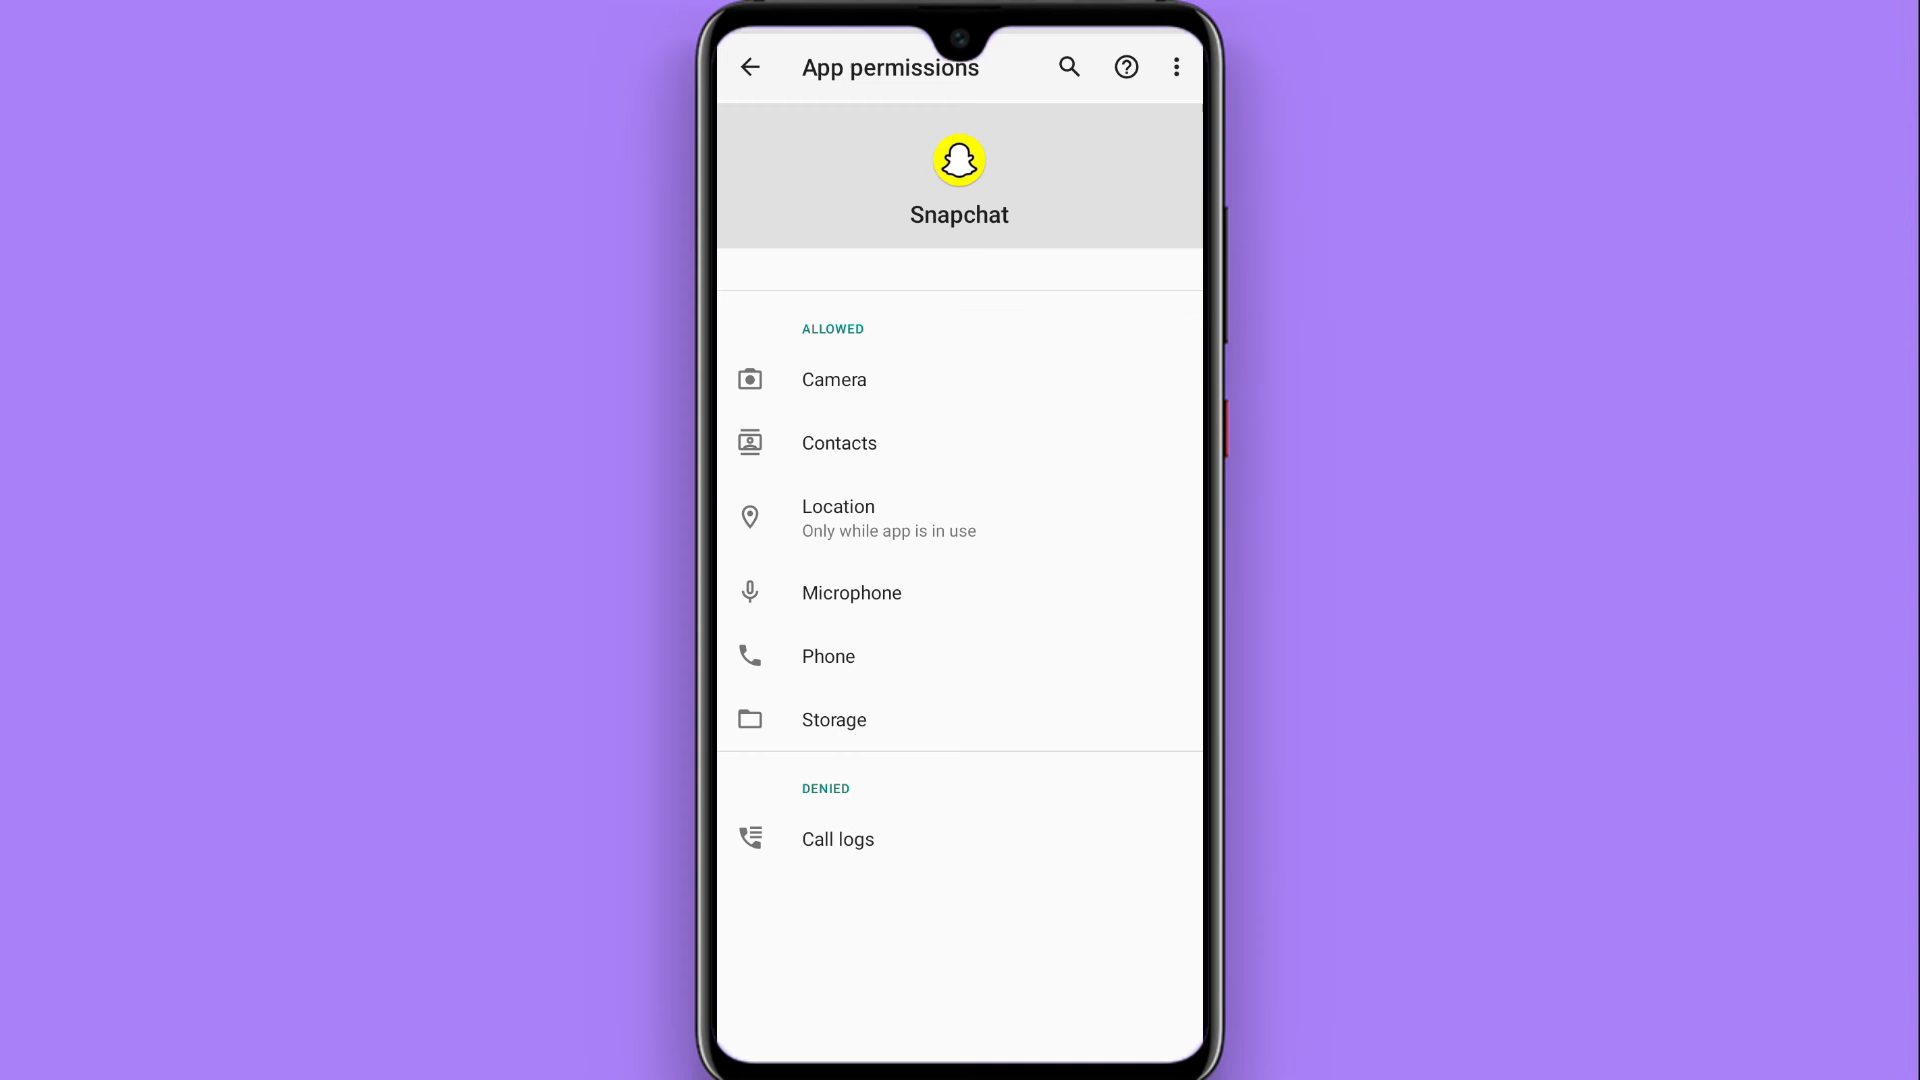 App permissions
Snapchat
ALLOWED
Camera
Contacts
Location
Only while app is in use
Microphone
Phone
Storage
DENIED
Call logs